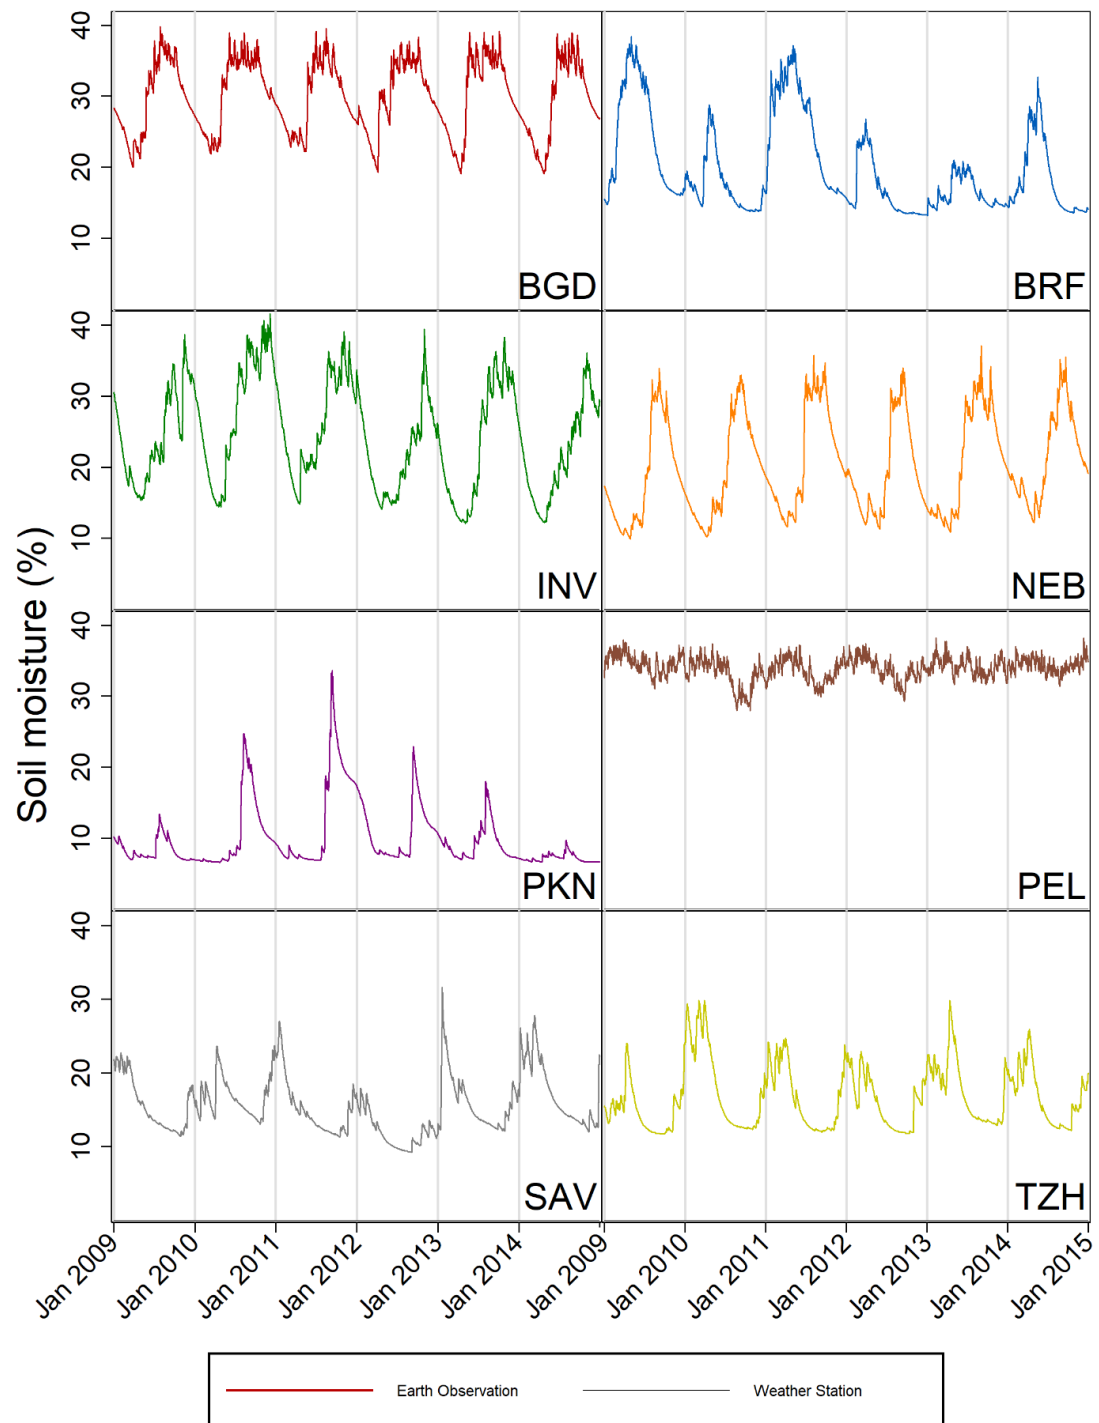 Soil moisture (%)
40
30
20
10
BGD
BRF
40
30
20
10
INV
NEB
40
30
20
10
PKN
PEL
40
30
20
10
SAV
TZH
Jan 2009
Jan 2010
Jan 2011
Jan 2012
Jan 2013
Jan 2014
Jan 2009
Jan 2010
Jan 2011
Jan 2012
Jan 2013
Jan 2014
Jan 2015
Earth Observation
Weather Station